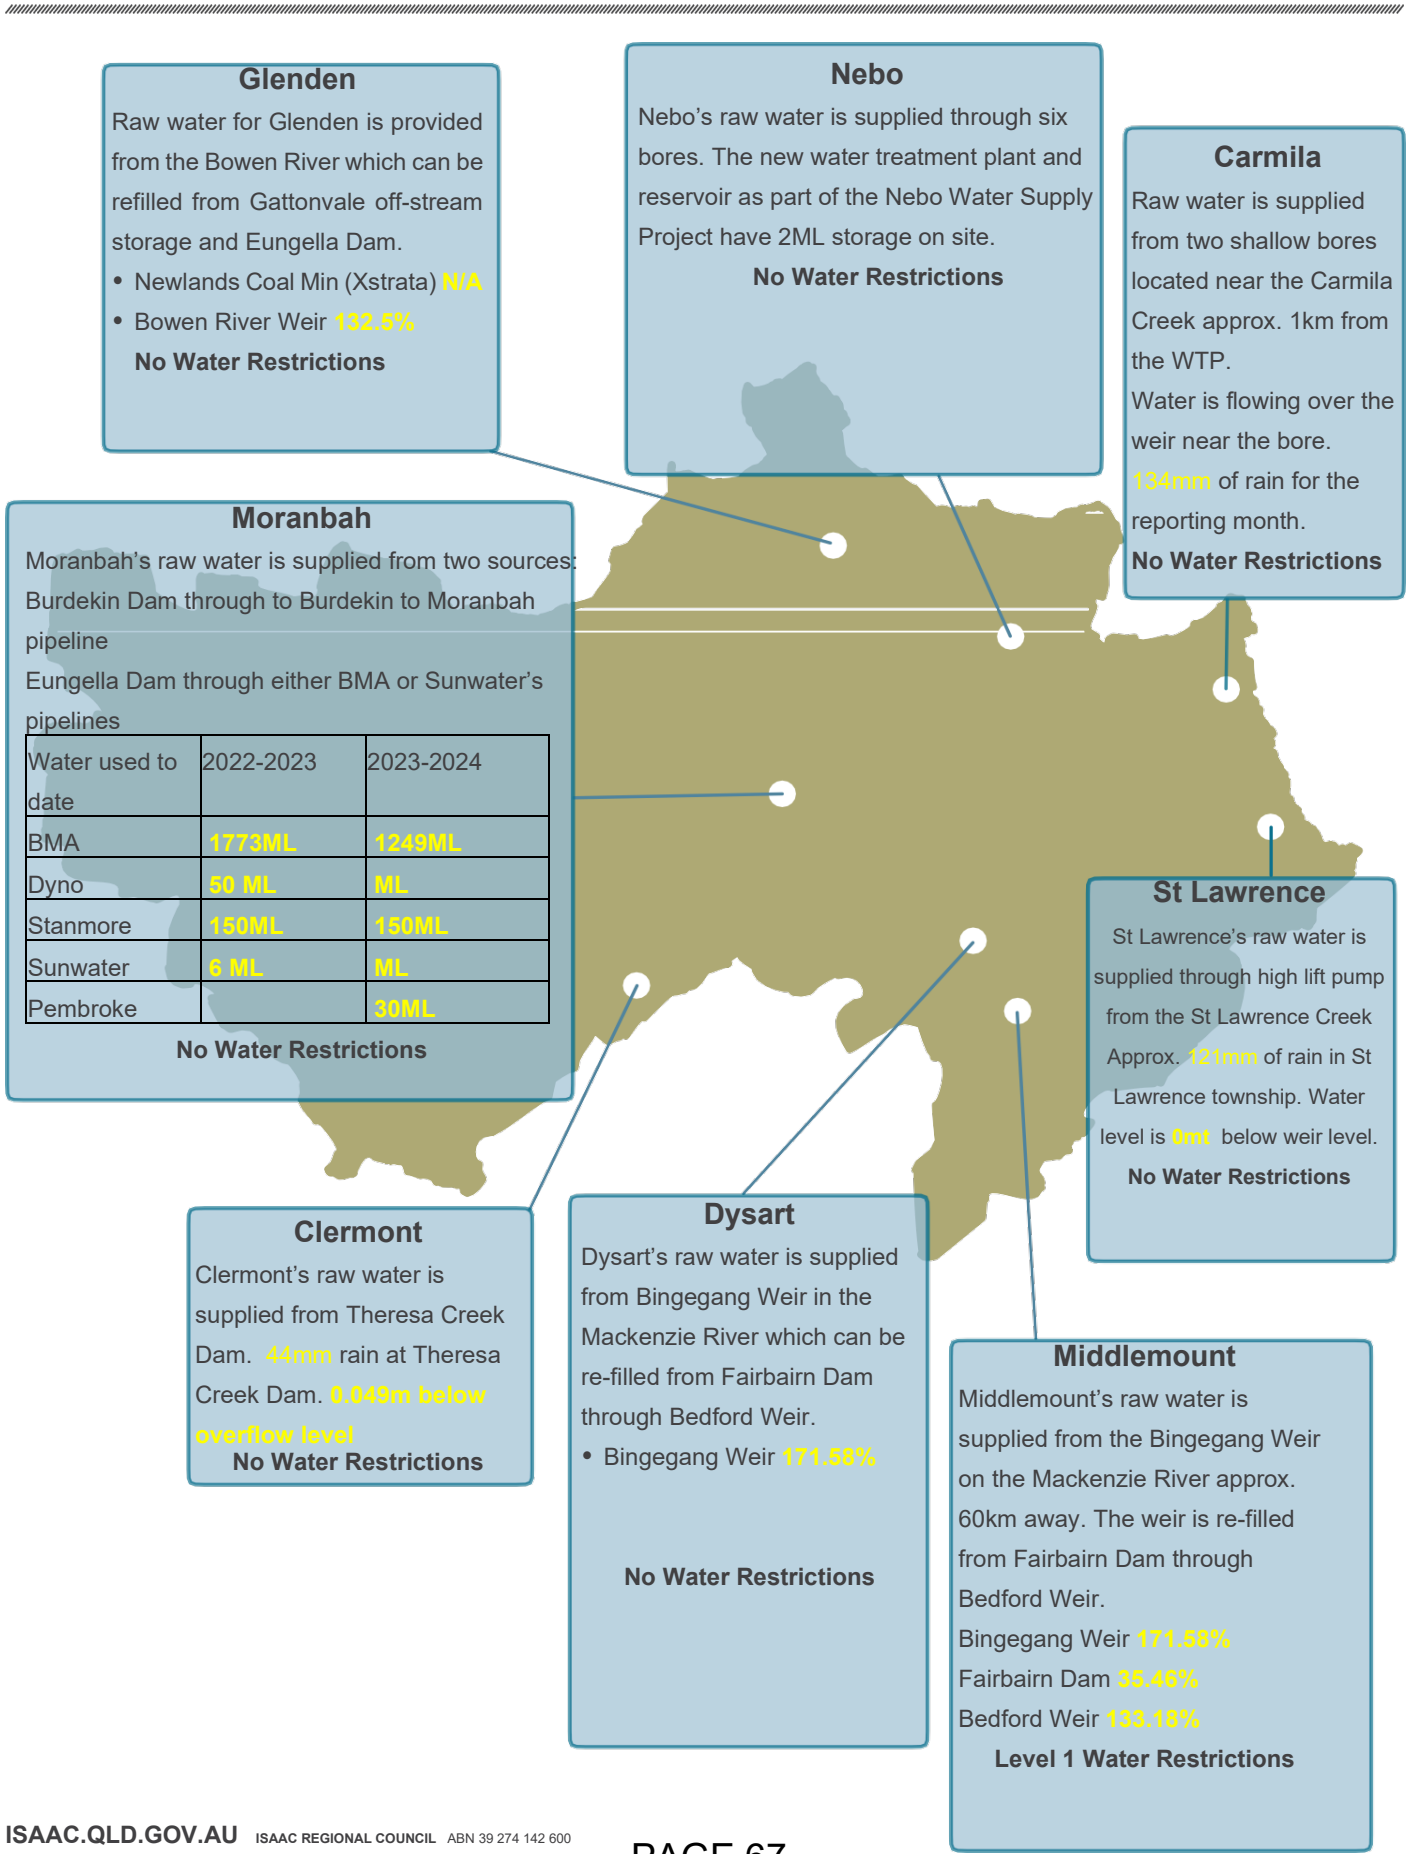 Glenden
Raw water for Glenden is provided
from the Bowen River which can be
refilled from Gattonvale off-stream
storage and Eungella Dam.
• Newlands Coal Min (Xstrata) N/A
• Bowen River Weir 132.5%
No Water Restrictions
Nebo
Nebo's raw water is supplied through six
bores. The new water treatment plant and
reservoir as part of the Nebo Water Supply
Project have 2ML storage on site.
No Water Restrictions
Carmila
Raw water is supplied
from two shallow bores
located near the Carmila
Creek approx. 1km from
the WTP.
Water is flowing over the
weir near the bore.
134mm of rain for the
reporting month.
No Water Restrictions
Moranbah
Moranbah's raw water is supplied from two sources:
Burdekin Dam through to Burdekin to Moranbah
pipeline
Eungella Dam through either BMA or Sunwater's
pipelines
Water used to 2022-2023 2023-2024
date
BMA 1773ML 1249ML
Dyno 50 ML ML
Stanmore 150ML 150ML
Sunwater 6 ML ML
Pembroke 30ML
No Water Restrictions
St Lawrence
St Lawrence's raw water is
supplied through high lift pump
from the St Lawrence Creek
Approx. 121mm of rain in St
Lawrence township. Water
level is 0mt below weir level.
No Water Restrictions
Clermont
Clermont's raw water is
supplied from Theresa Creek
Dam. 44mm rain at Theresa
Creek Dam. 0.049m below
overflow level
No Water Restrictions
Dysart
Dysart's raw water is supplied
from Bingegang Weir in the
Mackenzie River which can be
re-filled from Fairbairn Dam
through Bedford Weir.
• Bingegang Weir 171.58%
No Water Restrictions
Middlemount
Middlemount's raw water is
supplied from the Bingegang Weir
on the Mackenzie River approx.
60km away. The weir is re-filled
from Fairbairn Dam through
Bedford Weir.
Bingegang Weir 171.58%
Fairbairn Dam 35.46%
Bedford Weir 133.18%
Level 1 Water Restrictions
ISAAC.QLD.GOV.AU ISAAC REGIONAL COUNCIL ABN 39 274 142 600
PAGE 67